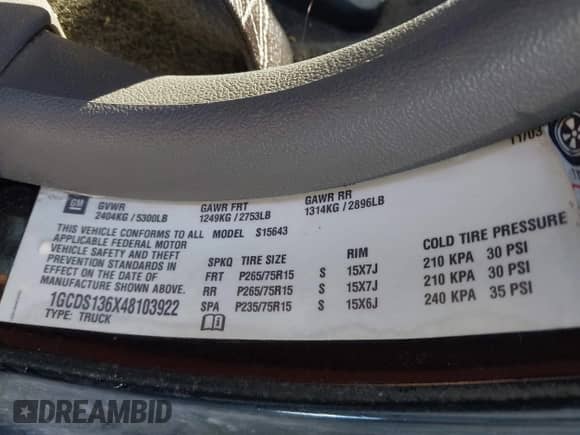 11/03
GM GVWR GAWR FRT GAWR RR
2404KG / 5300LB 1249KG / 2753LB 1314KG / 2896LB
THIS VEHICLE CONFORMS TO ALL MODEL S15643
APPLICABLE FEDERAL MOTOR
VEHICLE SAFETY AND THEFT
PREVENTION STANDARDS IN
EFFECT ON THE DATE OF
MANUFACTURE SHOWN ABOVE.
1GCDS136X48103922
TYPE: TRUCK
SPKQ TIRE SIZE RIM COLD TIRE PRESSURE
FRT P265/75R15 S 15X7J 210 KPA 30 PSI
RR P265/75R15 S 15X7J 210 KPA 30 PSI
SPA P235/75R15 S 15X6J 240 KPA 35 PSI
DREAMBID